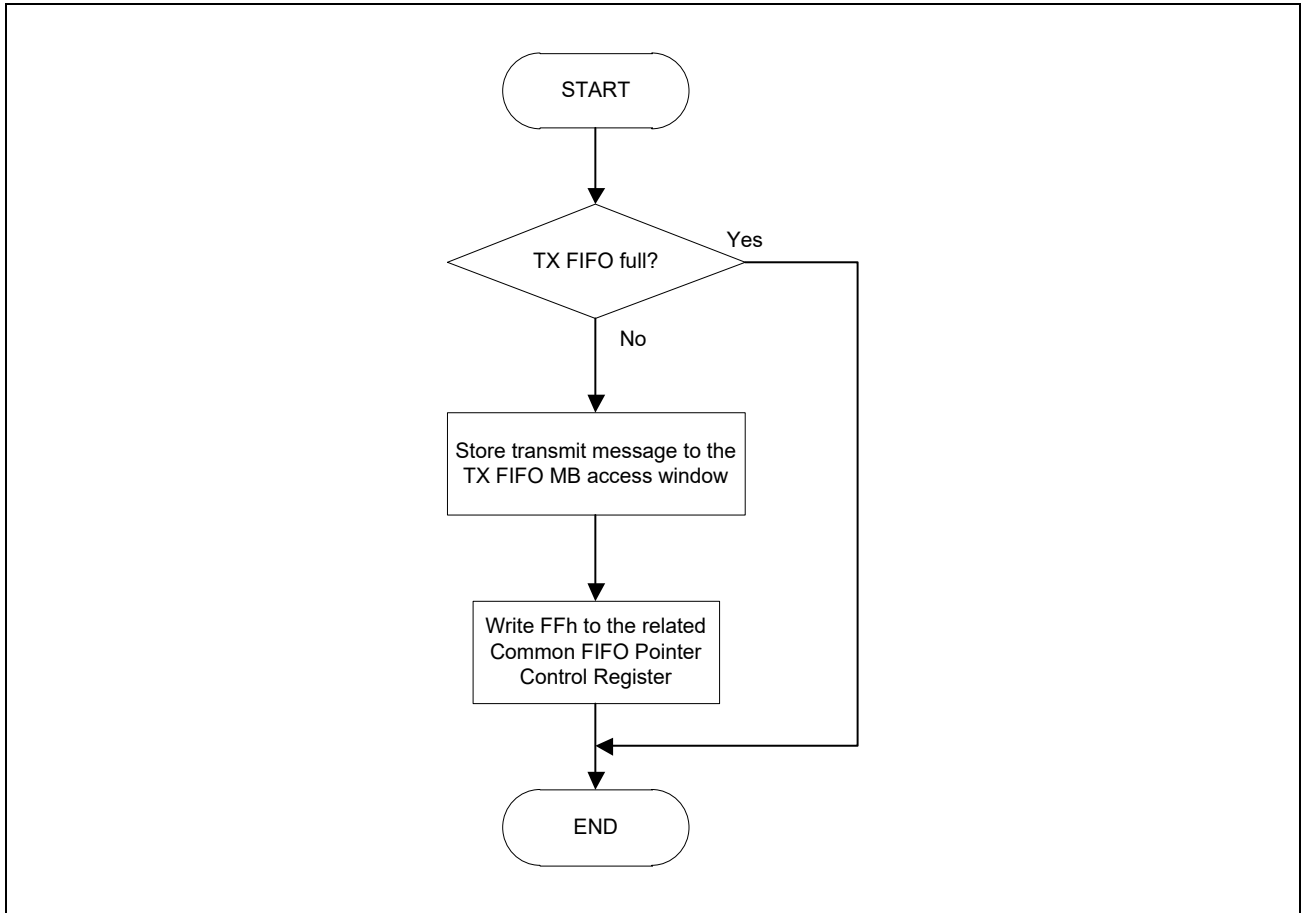 START
TX FIFO full?
Yes
No
Store transmit message to the
TX FIFO MB access window
Write FFh to the related
Common FIFO Pointer
Control Register
END